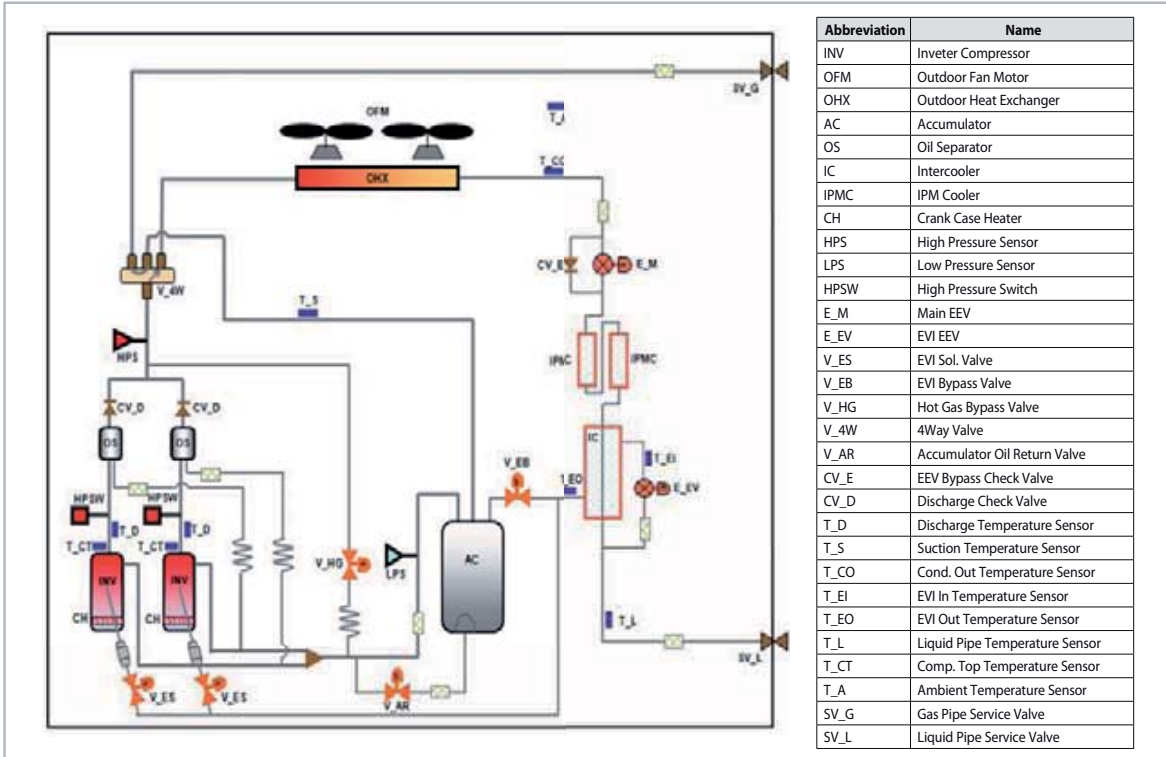 SV_G
OFM
T_CO
OHX
CV_E
E_M
V_4W
T_S
HPS
IPMC
CV_D
CV_D
OS
OS
IC
V_EB
T_EI
E_EV
HPSW
HPSW
T_D
T_D
T_CT
T_CT
V_HG
LPS
AC
INV
INV
CH
CH
T_L
SV_L
V_ES
V_ES
V_AR
Abbreviation Name
INV Inveter Compressor
OFM Outdoor Fan Motor
OHX Outdoor Heat Exchanger
AC Accumulator
OS Oil Separator
IC Intercooler
IPMC IPM Cooler
CH Crank Case Heater
HPS High Pressure Sensor
LPS Low Pressure Sensor
HPSW High Pressure Switch
E_M Main EEV
E_EV EVI EEV
V_ES EVI Sol. Valve
V_EB EVI Bypass Valve
V_HG Hot Gas Bypass Valve
V_4W 4Way Valve
V_AR Accumulator Oil Return Valve
CV_E EEV Bypass Check Valve
CV_D Discharge Check Valve
T_D Discharge Temperature Sensor
T_S Suction Temperature Sensor
T_CO Cond. Out Temperature Sensor
T_EI EVI In Temperature Sensor
T_EO EVI Out Temperature Sensor
T_L Liquid Pipe Temperature Sensor
T_CT Comp. Top Temperature Sensor
T_A Ambient Temperature Sensor
SV_G Gas Pipe Service Valve
SV_L Liquid Pipe Service Valve